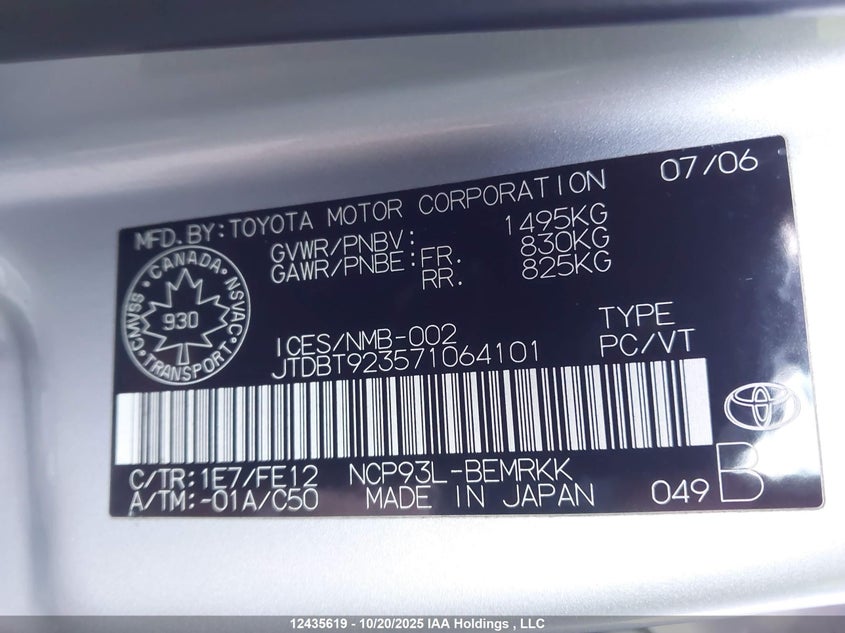 07/06
MFD.BY:TOYOTA MOTOR CORPORATION
GVWR/PNBV: 1495KG
GAWR/PNBE:FR. 830KG
RR. 825KG
CANADA
CMVSS 930 NSVAC
TRANSPORT
TYPE
ICES/NMB-002
PC/VT
JTDBT923571064101
C/TR:1E7/FE12 NCP93L-BEMRKK
A/TM:-01A/C50 MADE IN JAPAN
049 B
12435619 - 10/20/2025 IAA Holdings , LLC